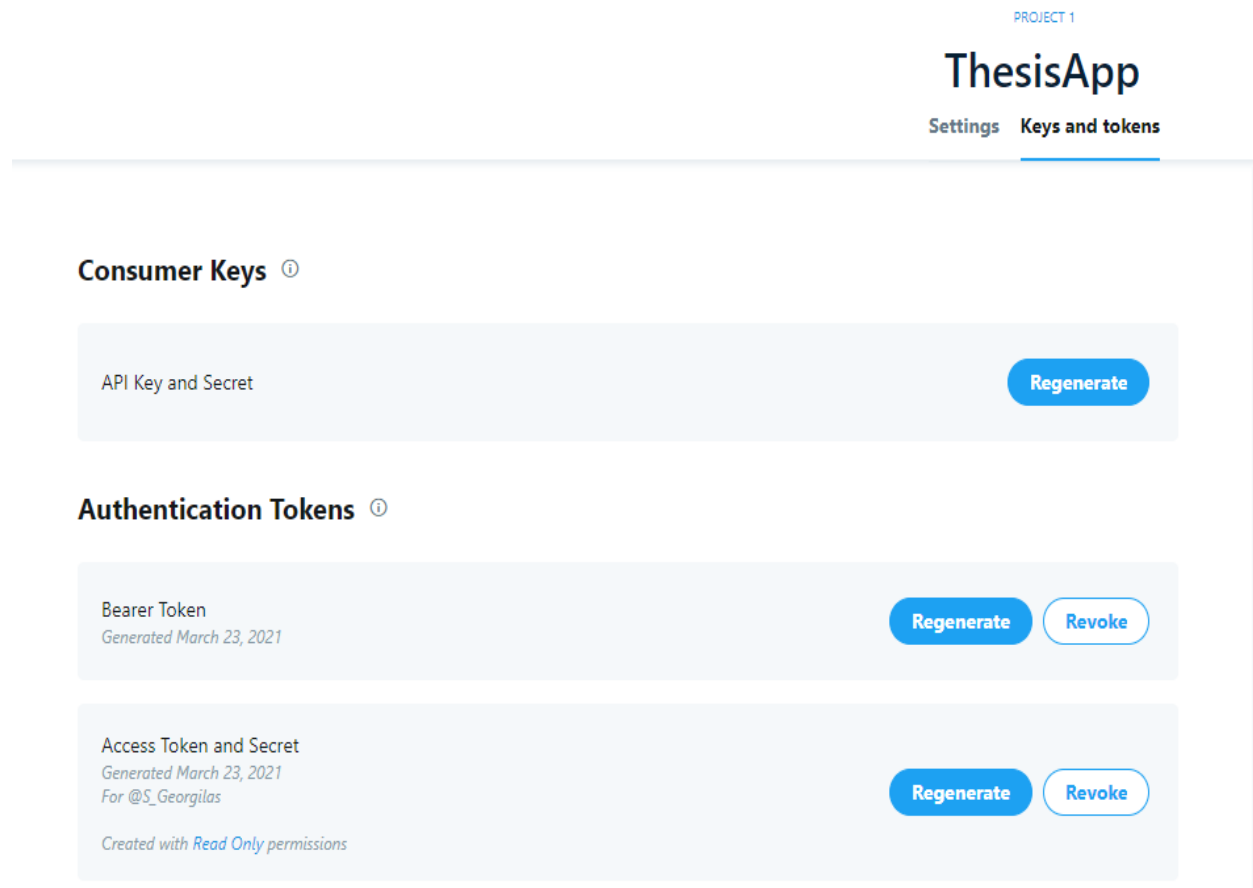 PROJECT 1
ThesisApp
Settings Keys and tokens
Consumer Keys
API Key and Secret
Regenerate
Authentication Tokens
Bearer Token
Generated March 23, 2021
Regenerate Revoke
Access Token and Secret
Generated March 23, 2021
For @S_Georgilas
Created with Read Only permissions
Regenerate Revoke